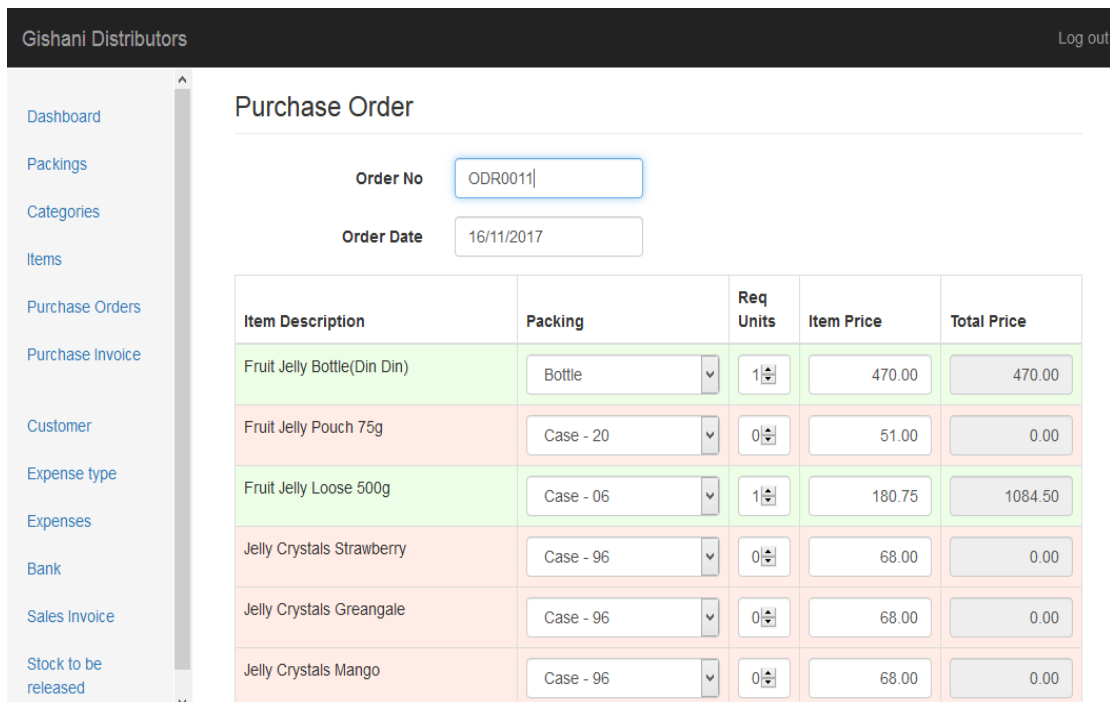 Gishani Distributors
Log out
Dashboard
Packings
Categories
Items
Purchase Orders
Purchase Invoice
Customer
Expense type
Expenses
Bank
Sales Invoice
Stock to be
released
Purchase Order
Order No ODR0011
Order Date 16/11/2017
Item Description Packing Req Units Item Price Total Price
Fruit Jelly Bottle(Din Din) Bottle 1 470.00 470.00
Fruit Jelly Pouch 75g Case - 20 0 51.00 0.00
Fruit Jelly Loose 500g Case - 06 1 180.75 1084.50
Jelly Crystals Strawberry Case - 96 0 68.00 0.00
Jelly Crystals Greangale Case - 96 0 68.00 0.00
Jelly Crystals Mango Case - 96 0 68.00 0.00